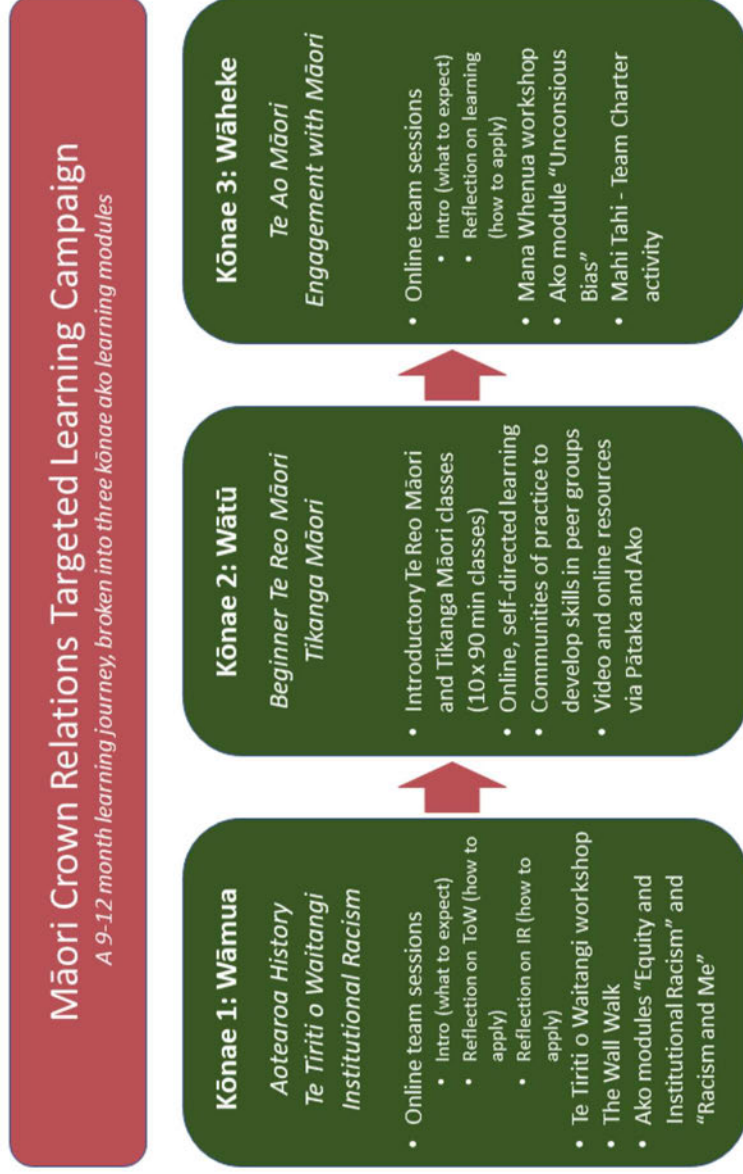 Māori Crown Relations Targeted Learning Campaign
A 9-12 month learning journey, broken into three kōnae ako learning modules
Kōnae 1: Wāmua
Aotearoa History
Te Tiriti o Waitangi
Institutional Racism
• Online team sessions
• Intro (what to expect)
• Reflection on ToW (how to
apply)
• Reflection on IR (how to
apply)
• Te Tiriti o Waitangi workshop
• The Wall Walk
• Ako modules “Equity and
Institutional Racism” and
“Racism and Me”
Kōnae 2: Wātū
Beginner Te Reo Māori
Tikanga Māori
• Introductory Te Reo Māori
and Tikanga Māori classes
(10 x 90 min classes)
• Online, self-directed learning
• Communities of practice to
develop skills in peer groups
• Video and online resources
via Pātaka and Ako
Kōnae 3: Wāheke
Te Ao Māori
Engagement with Māori
• Online team sessions
• Intro (what to expect)
• Reflection on learning
(how to apply)
• Mana Whenua workshop
• Ako module “Unconsious
Bias”
• Mahi Tahi - Team Charter
activity